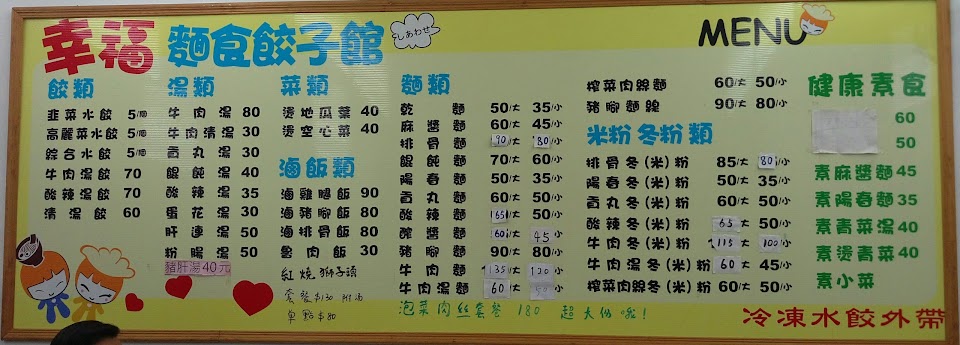 幸福 麵食餃子館
しあわせ
MENU
餃類
韭菜水餃 5/個
高麗菜水餃 5/個
綜合水餃 5/個
牛肉湯餃 70
酸辣湯餃 70
清湯餃 60
湯類
牛肉湯 80
牛肉清湯 30
貢丸湯 30
餛飩湯 40
酸辣湯 35
蛋花湯 30
肝連湯 50
粉腸湯 50
豬肝湯 40元
菜類
燙地瓜葉 40
燙空心菜 40
滷飯類
滷雞腿飯 90
滷豬腳飯 80
滷排骨飯 80
魯肉飯 30
紅燒獅子頭
套餐$130 附湯
單點$80
麵類
乾麵 50/大 35/小
麻醬麵 60/大 45/小
排骨麵 90/大 80/小
餛飩麵 70/大 60/小
陽春麵 50/大 35/小
貢丸麵 60/大 50/小
酸辣麵 65/大 50/小
醡醬麵 60/大 45/小
豬腳麵 90/大 80/小
牛肉麵 135/大 120/小
牛肉湯麵 60/大 /小
泡菜肉丝套餐 180 超大份哦!
榨菜肉絲麵 60/大 50/小
豬腳麵線 90/大 80/小
米粉冬粉類
排骨冬(米)粉 85/大 80/小
陽春冬(米)粉 50/大 35/小
貢丸冬(米)粉 60/大 50/小
酸辣冬(米)粉 65/大 50/小
牛肉冬(米)粉 115/大 100/小
牛肉湯冬(米)粉 60/大 45/小
榨菜肉絲冬(米)粉 60/大 50/小
健康素食
60
50
素麻醬麵 45
素陽春麵 35
素青菜湯 40
素燙青菜 40
素小菜
冷凍水餃外帶